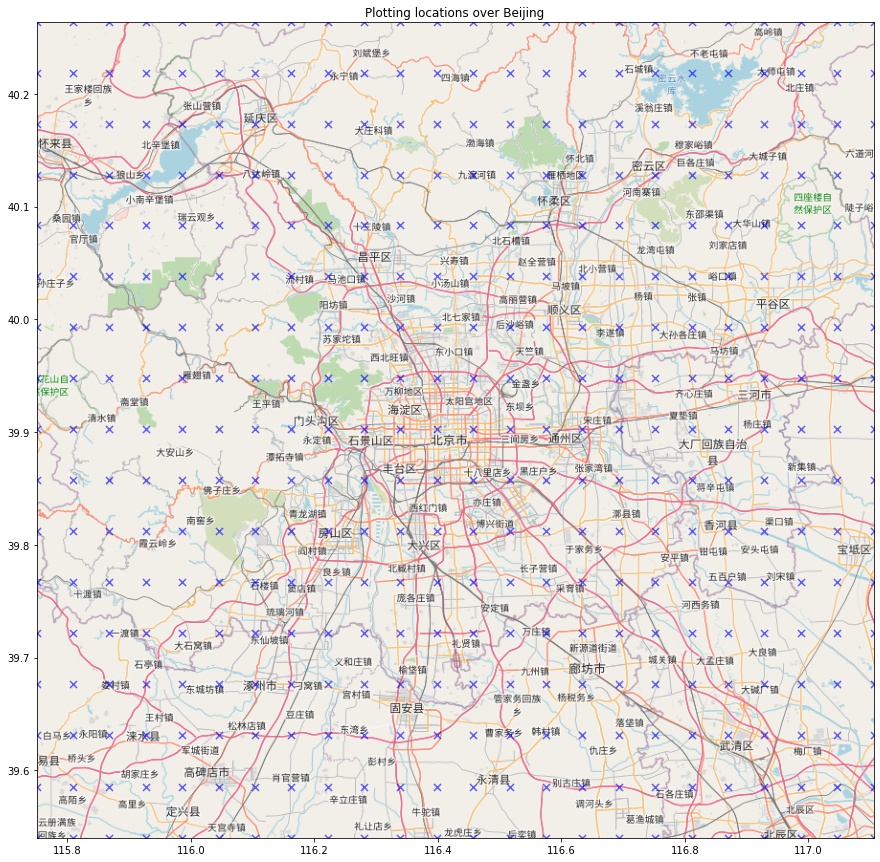 Plotting locations over Beijing
高岭镇
刘斌堡乡
不老屯镇
四海镇
石城镇
大师屯镇
永宁镇
密云水
库
王家楼回族
乡
北庄镇
张山营镇
溪翁庄镇
延庆区
大庄科镇
渤海镇
怀来县
北辛堡镇
穆家峪镇
怀北镇
大城子镇
六道河
密云区
巨各庄镇
狼山乡
八达岭镇
九渡河镇
雁栖地区
小南辛堡镇
河南寨镇
怀柔区
四座楼自
然保护区
陡子峪
桑园镇
瑞云观乡
东邵渠镇
官厅镇
十三陵镇
大华山镇
北石槽镇
刘家店镇
昌平区
兴寿镇
赵全营镇
龙湾屯镇
北小营镇
孙庄子乡
流村镇
马池口镇
小汤山镇
马坡镇
峪口镇
阳坊镇
沙河镇
高丽营镇
杨镇
张镇
平谷区
顺义区
北七家镇
后沙峪镇
李遂镇
大孙各庄镇
苏家坨镇
西北旺镇
东小口镇
天竺镇
马坊镇
花山自
保护区
雁翅镇
万柳地区
金盏乡
斋堂镇
王平镇
太阳宫地区
齐心庄镇
三河市
清水镇
海淀区
东坝乡
夏垫镇
门头沟区
宋庄镇
杨庄镇
永定镇
石景山区
北京市
三间房乡
通州区
大厂回族自治
县
大安山乡
潭拓寺镇
丰台区
十八里店乡
黑庄户乡
张家湾镇
新集镇
佛子庄乡
蒋辛屯镇
南窖乡
青龙湖镇
西红门镇
亦庄镇
漷县镇
房山区
博兴街道
香河县
渠口镇
霞云岭乡
大兴区
于家务乡
安平镇
钳屯镇
安头屯镇
宝坻区
阎村镇
良乡镇
北臧村镇
长子营镇
五百户镇
刘宋镇
十渡镇
石楼镇
窦店镇
庞各庄镇
采育镇
安定镇
河西务镇
琉璃河镇
渡镇
万庄镇
大石窝镇
东仙坡镇
礼贤镇
新源道街道
大良镇
石亭镇
义和庄镇
榆垡镇
九州镇
廊坊市
城关镇
大孟庄镇
娄村镇
东城坊镇
涿州市
刁窝镇
宫村镇
管家务回族
乡
杨税务乡
大碱厂镇
王村镇
豆庄镇
固安县
落垡镇
松林店镇
东湾乡
曹家务乡
韩村镇
白马乡
永阳镇
涞水县
军城街道
仇庄乡
武清区
梅厂镇
易县
桥头乡
彭村乡
胡家庄乡
高碑店市
肖官营镇
永清县
别古庄镇
高陌乡
高里乡
辛立庄镇
调河头乡
石各庄镇
定兴县
牛驼镇
北辰区
云册满族
回族乡
天宫寺镇
礼让店乡
龙虎庄乡
后奕镇
葛渔城镇
北辰区
40.2
40.1
40.0
39.9
39.8
39.7
39.6
115.8
116.0
116.2
116.4
116.6
116.8
117.0